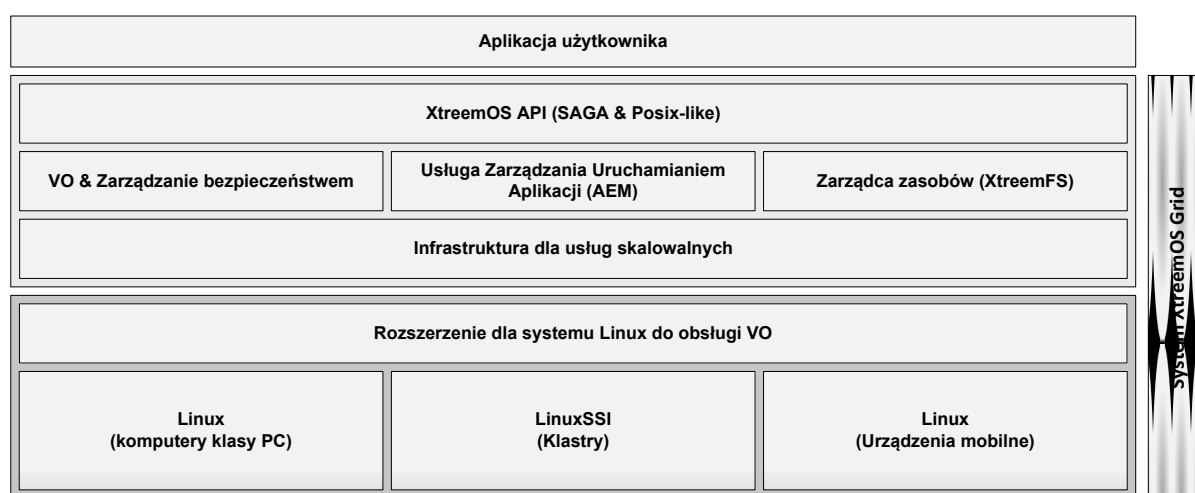 Aplikacja użytkownika
XtreemOS API (SAGA & Posix-like)
VO & Zarządzanie bezpieczeństwem
Usługa Zarządzania Uruchamianiem
Aplikacji (AEM)
Zarządca zasobów (XtreemFS)
Infrastruktura dla usług skalowalnych
Rozszerzenie dla systemu Linux do obsługi VO
Linux
(komputery klasy PC)
LinuxSSI
(Klastry)
Linux
(Urządzenia mobilne)
System XtreemOS Grid